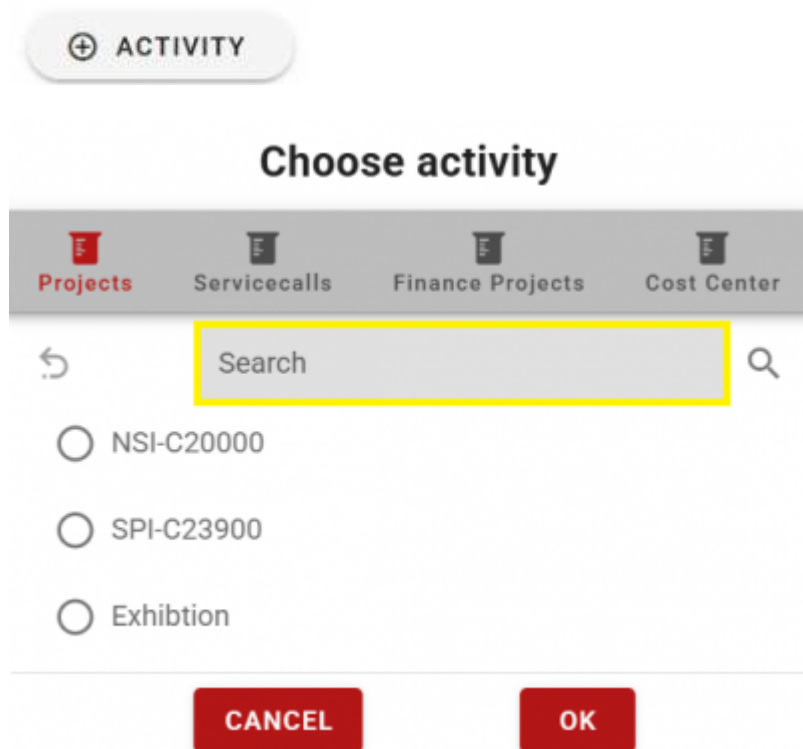 ACTIVITY
Choose activity
Projects Servicecalls Finance Projects Cost Center
Search
NSI-C20000
SPI-C23900
Exhibtion
CANCEL OK